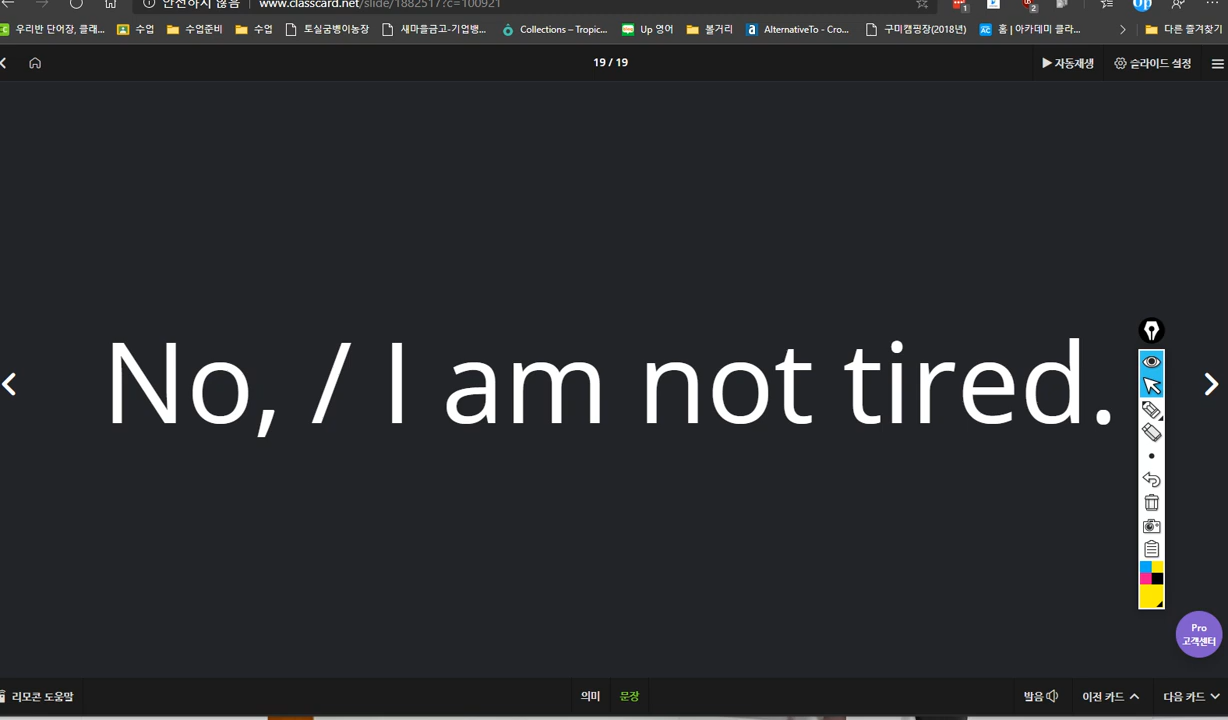 안전하지 않음 | www.classcard.net/slide/1882517?c=100921
우리반 단어장, 클래... 수업 수업준비 수업 토실굼벵이농장 새마을금고-기업뱅... Collections – Tropic... Up 영어 볼거리 AlternativeTo - Cro... 구미캠핑장(2018년) 홈 | 아카데미 클라... 다른 즐겨찾기
19 / 19 자동재생 슬라이드 설정
No, / I am not tired.
Pro
고객센터
리모콘 도움말 의미 문장 발음 이전 카드 다음 카드